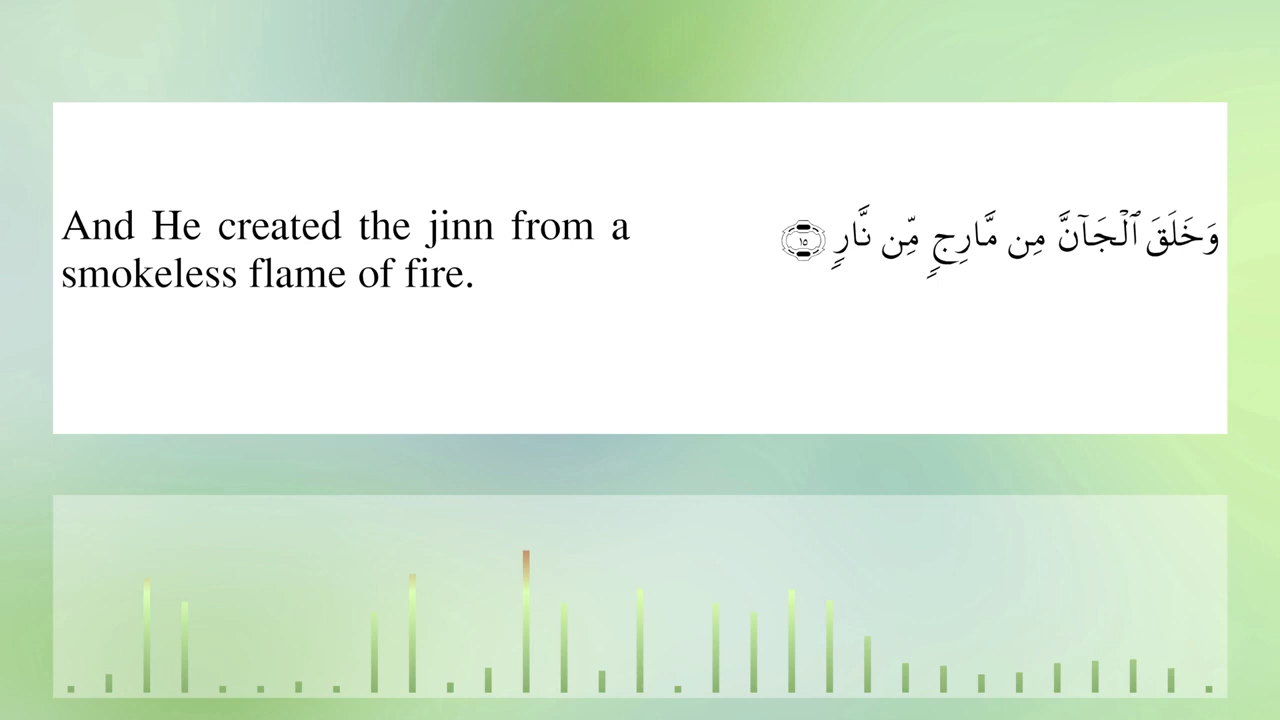 And He created the jinn from a
smokeless flame of fire.
وَخَلَقَ ٱلْجَآنَّ مِن مَّارِجٍ مِّن نَّارٍ ١٥